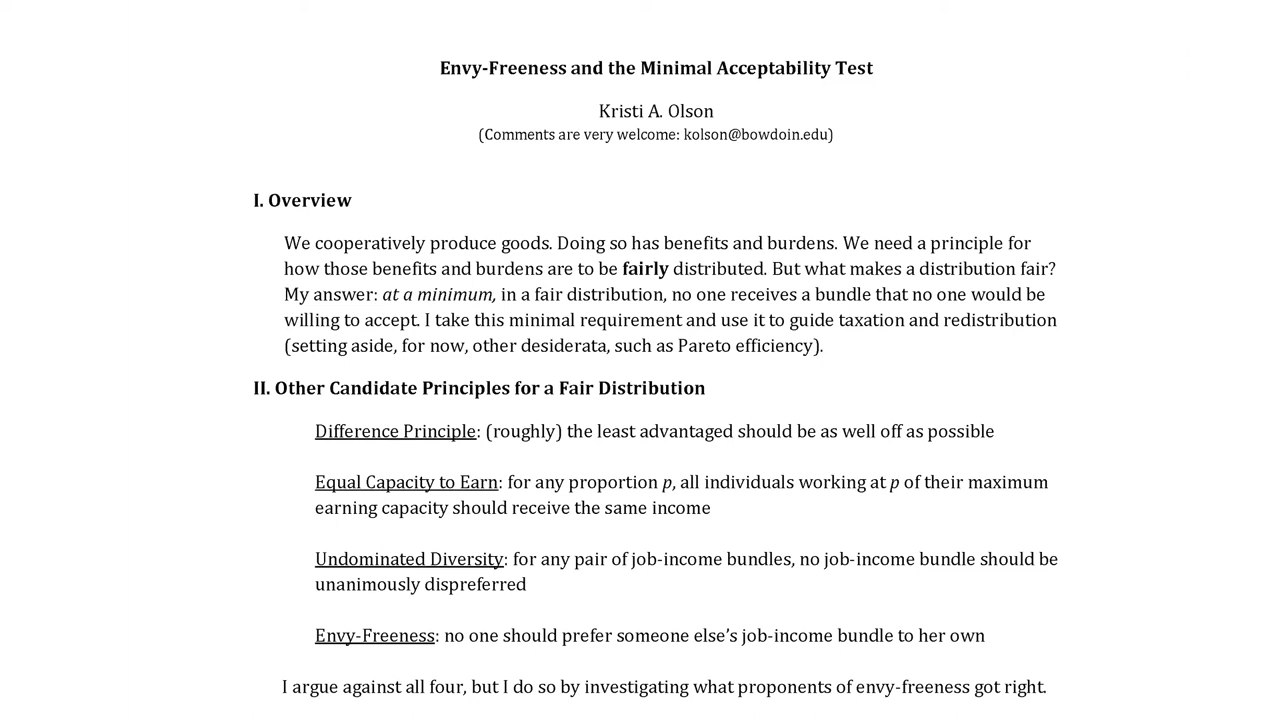 Envy-Freeness and the Minimal Acceptability Test
Kristi A. Olson
(Comments are very welcome: kolson@bowdoin.edu)
I. Overview
We cooperatively produce goods. Doing so has benefits and burdens. We need a principle for
how those benefits and burdens are to be fairly distributed. But what makes a distribution fair?
My answer: at a minimum, in a fair distribution, no one receives a bundle that no one would be
willing to accept. I take this minimal requirement and use it to guide taxation and redistribution
(setting aside, for now, other desiderata, such as Pareto efficiency).
II. Other Candidate Principles for a Fair Distribution
Difference Principle: (roughly) the least advantaged should be as well off as possible
Equal Capacity to Earn: for any proportion p, all individuals working at p of their maximum
earning capacity should receive the same income
Undominated Diversity: for any pair of job-income bundles, no job-income bundle should be
unanimously dispreferred
Envy-Freeness: no one should prefer someone else’s job-income bundle to her own
I argue against all four, but I do so by investigating what proponents of envy-freeness got right.